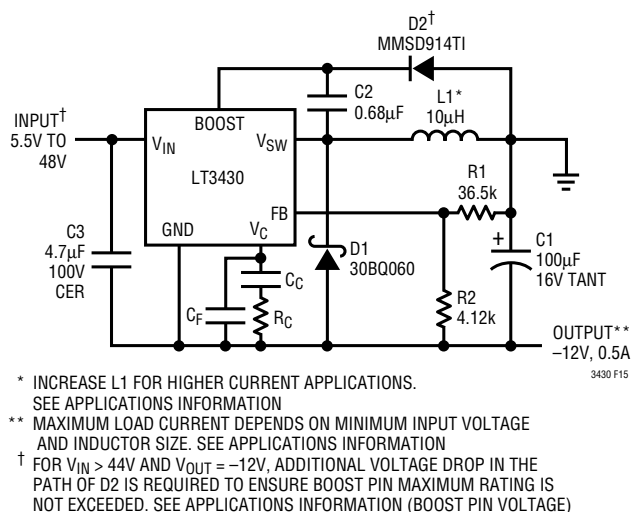 D2†
MMSD914TI
C2
0.68µF
L1*
10µH
INPUT†
5.5V TO
48V
BOOST
VIN
VSW
LT3430
R1
36.5k
FB
GND
VC
C3
4.7µF
100V
CER
D1
30BQ060
+
C1
100µF
16V TANT
CC
CF
RC
R2
4.12k
OUTPUT**
–12V, 0.5A
3430 F15
* INCREASE L1 FOR HIGHER CURRENT APPLICATIONS.
SEE APPLICATIONS INFORMATION
** MAXIMUM LOAD CURRENT DEPENDS ON MINIMUM INPUT VOLTAGE
AND INDUCTOR SIZE. SEE APPLICATIONS INFORMATION
† FOR VIN > 44V AND VOUT = –12V, ADDITIONAL VOLTAGE DROP IN THE
PATH OF D2 IS REQUIRED TO ENSURE BOOST PIN MAXIMUM RATING IS
NOT EXCEEDED. SEE APPLICATIONS INFORMATION (BOOST PIN VOLTAGE)